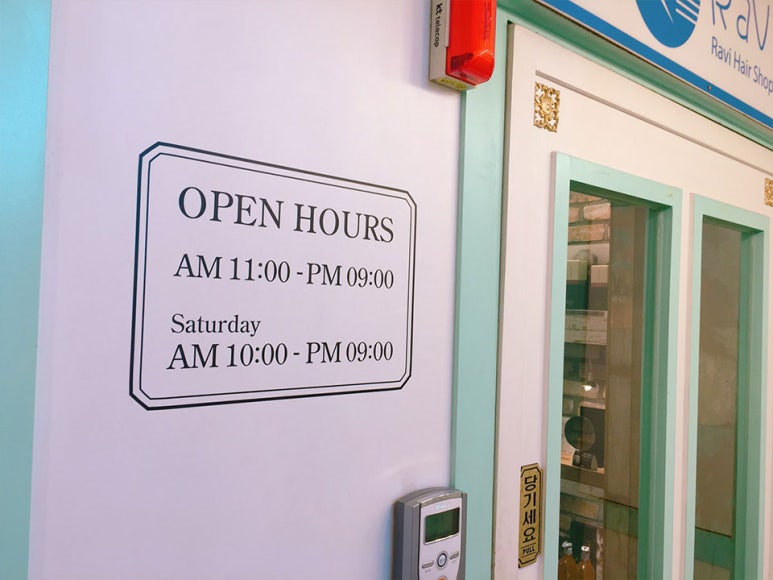 kt telecop
Ravi Hair Shop
OPEN HOURS
AM 11:00 - PM 09:00
Saturday
AM 10:00 - PM 09:00
당기세요
PULL